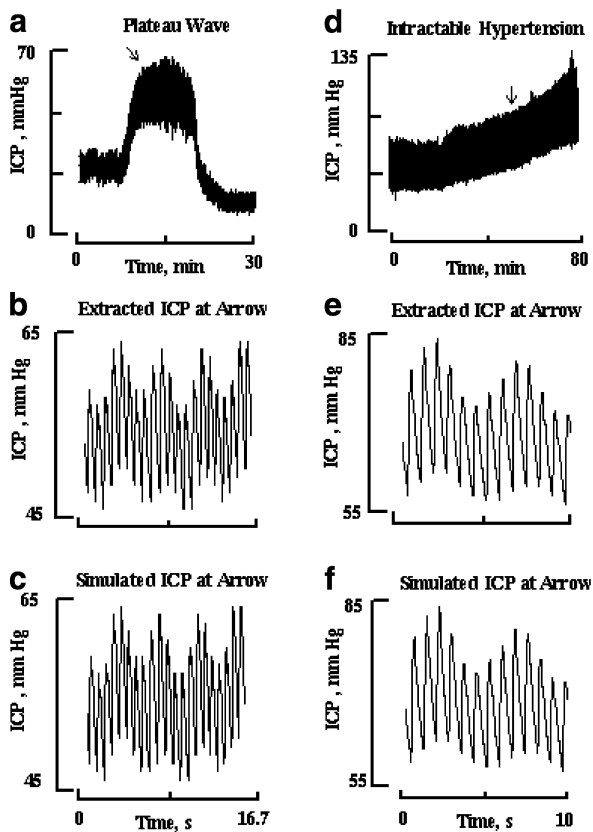 a
Plateau Wave
70
ICP, mmHg
0
0
30
Time, min
d
Intractable Hypertension
135
ICP, mm Hg
0
0
80
Time, min
b
Extracted ICP at Arrow
65
ICP, mm Hg
45
e
Extracted ICP at Arrow
85
ICP, mm Hg
55
c
Simulated ICP at Arrow
65
ICP, mm Hg
45
0
16.7
Time, s
f
Simulated ICP at Arrow
85
ICP, mm Hg
55
0
10
Time, s